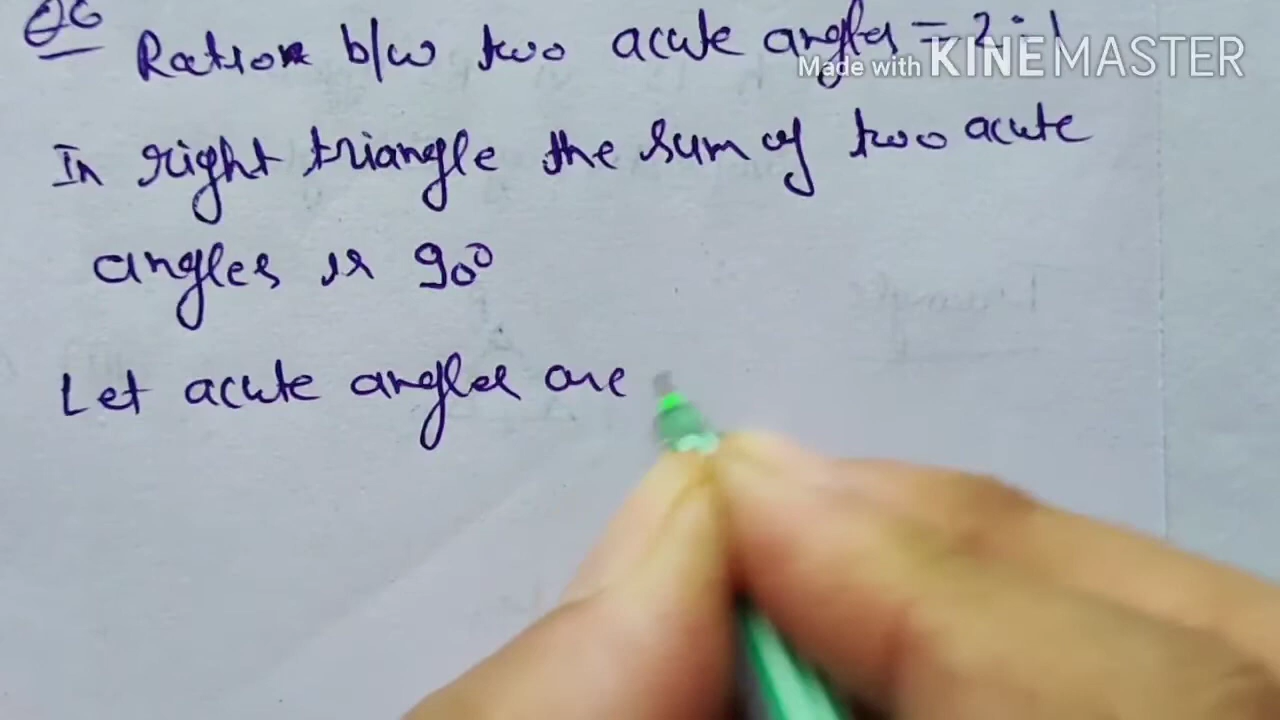 Q6 Ratio b/w two acute angles = 2:1
Made with KINEMASTER
In right triangle the sum of two acute
angles is 90°
Let acute angles are